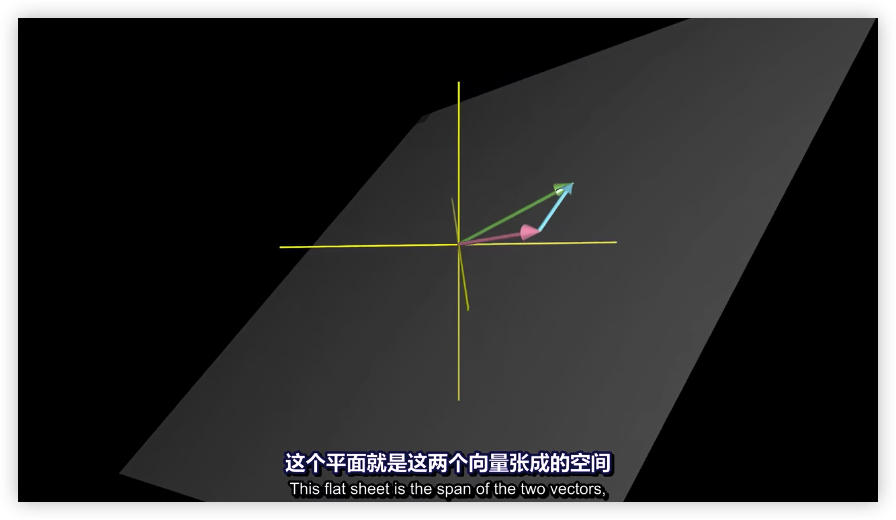 这个平面就是这两个向量张成的空间
This flat sheet is the span of the two vectors,